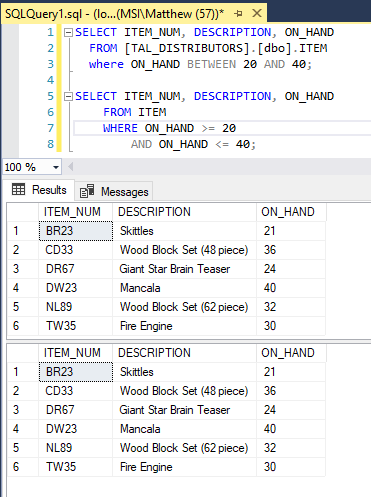 SQLQuery1.sql - (lo...(MSI\Matthew (57))*
1 SELECT ITEM_NUM, DESCRIPTION, ON_HAND
2 FROM [TAL_DISTRIBUTORS].[dbo].ITEM
3 where ON_HAND BETWEEN 20 AND 40;
4
5 SELECT ITEM_NUM, DESCRIPTION, ON_HAND
6 FROM ITEM
7 WHERE ON_HAND >= 20
8 AND ON_HAND <= 40;
100 %
Results Messages
ITEM_NUM DESCRIPTION ON_HAND
1 BR23 Skittles 21
2 CD33 Wood Block Set (48 piece) 36
3 DR67 Giant Star Brain Teaser 24
4 DW23 Mancala 40
5 NL89 Wood Block Set (62 piece) 32
6 TW35 Fire Engine 30
ITEM_NUM DESCRIPTION ON_HAND
1 BR23 Skittles 21
2 CD33 Wood Block Set (48 piece) 36
3 DR67 Giant Star Brain Teaser 24
4 DW23 Mancala 40
5 NL89 Wood Block Set (62 piece) 32
6 TW35 Fire Engine 30